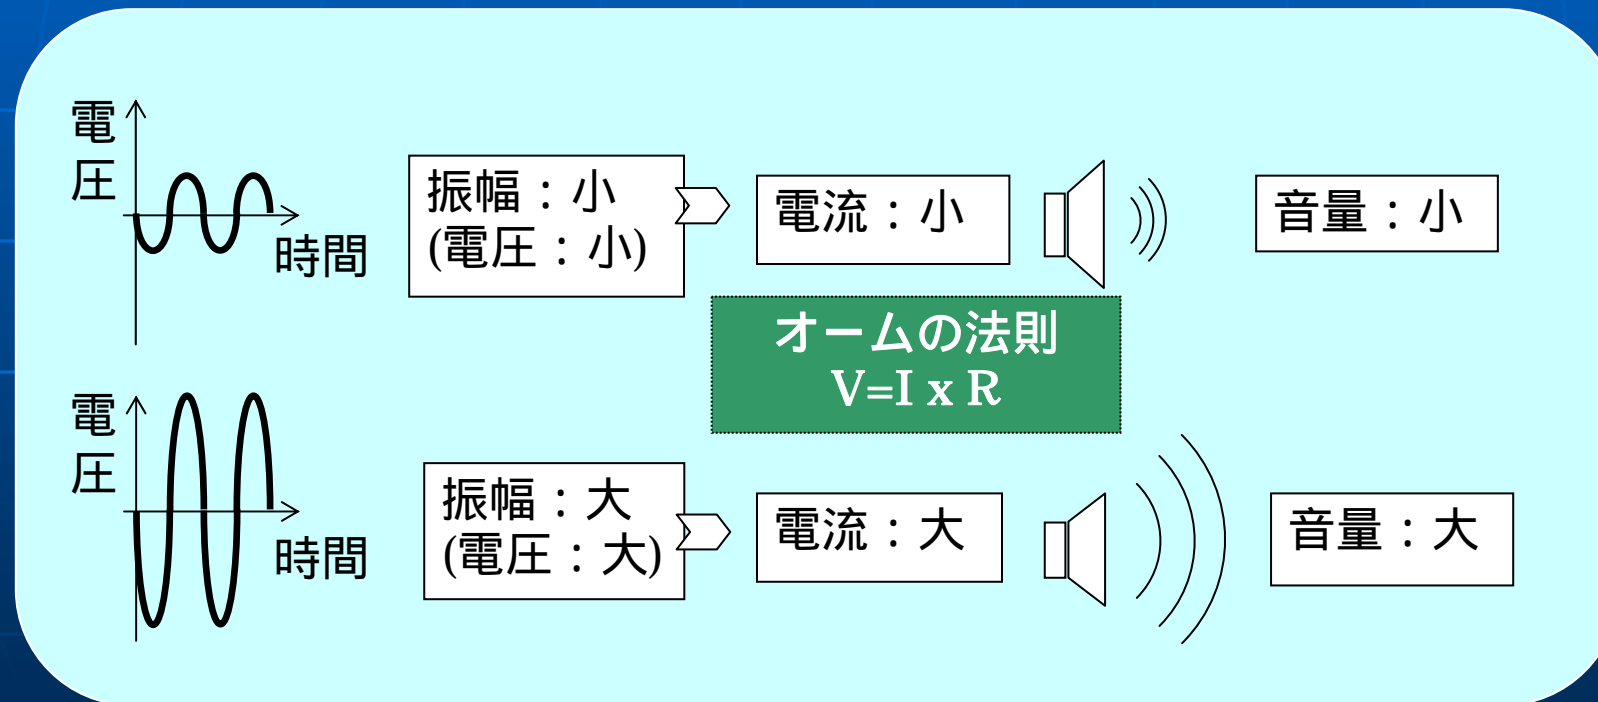 電
圧
時間
振幅：小
(電圧：小)
電流：小
音量：小
オームの法則
V=I x R
電
圧
時間
振幅：大
(電圧：大)
電流：大
音量：大